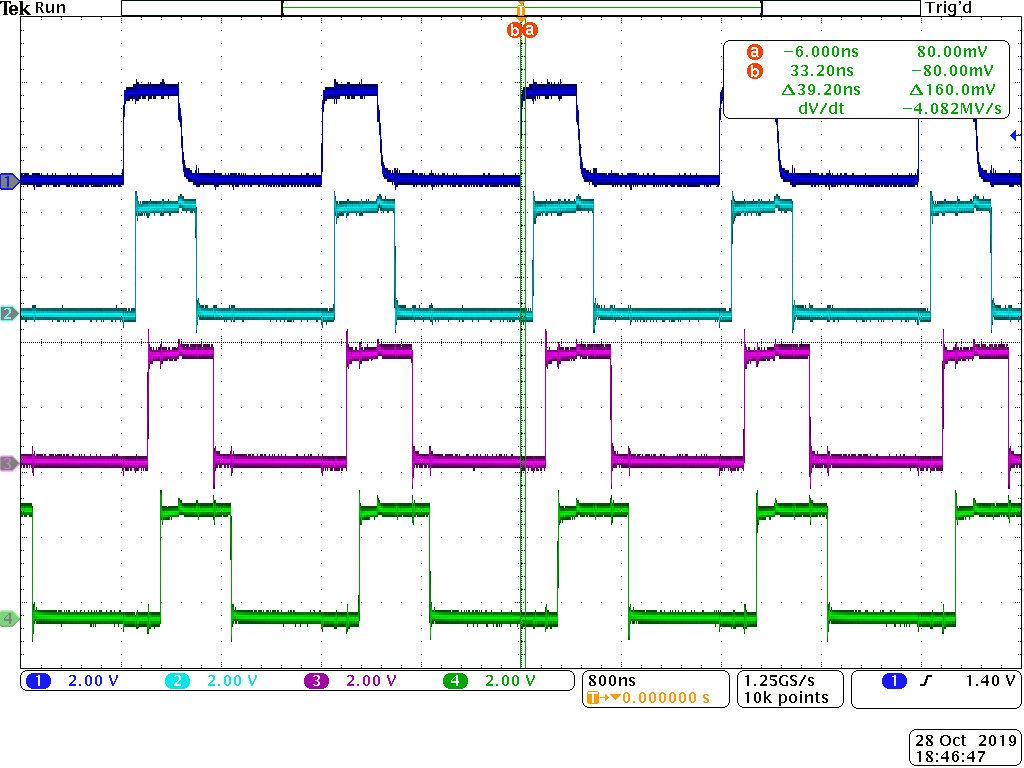 Tek Run Trig'd
b a
a −6.000ns 80.00mV
b 33.20ns −80.00mV
Δ39.20ns Δ160.0mV
dV/dt −4.082MV/s
1
2
3
4
1 2.00 V 2 2.00 V 3 2.00 V 4 2.00 V
800ns
T→▼0.000000 s
1.25GS/s
10k points
1 ʃ 1.40 V
28 Oct 2019
18:46:47